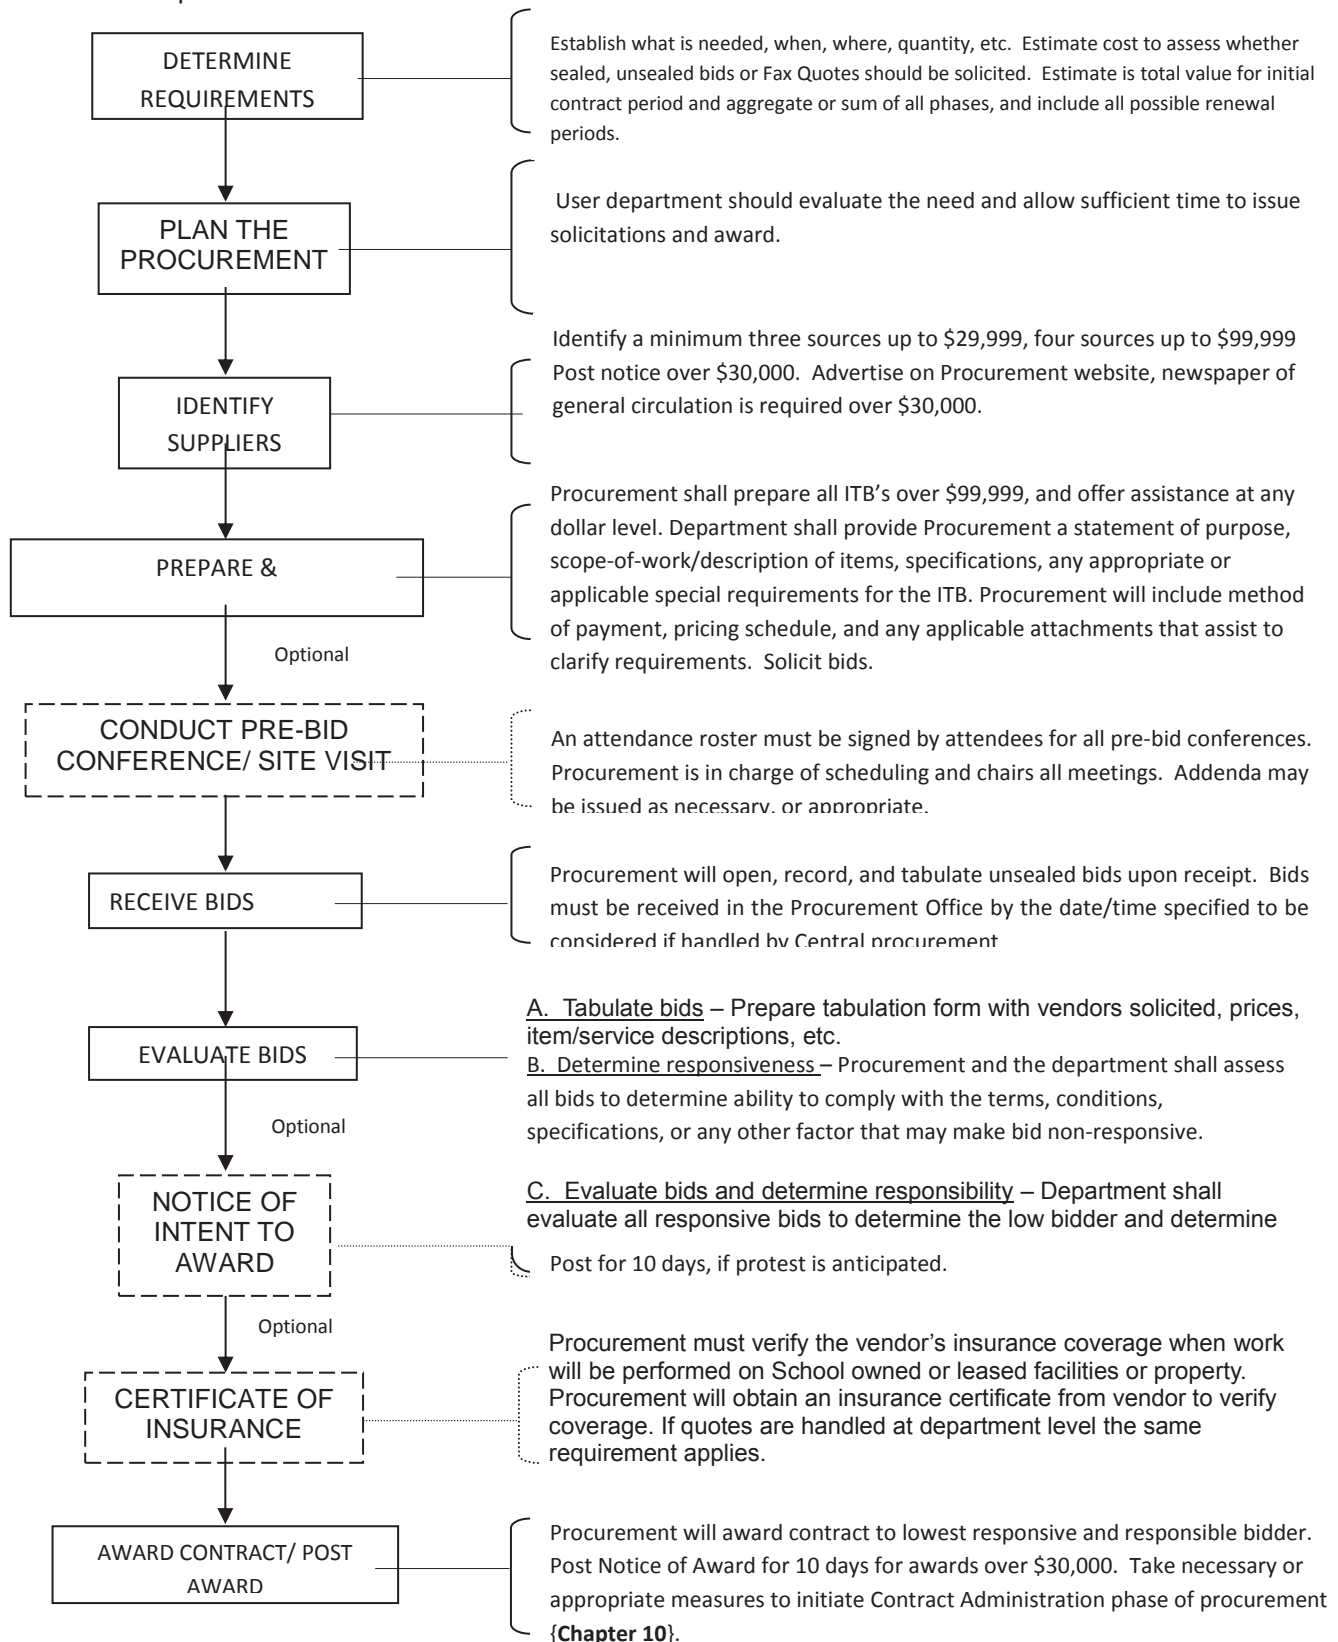 DETERMINE
REQUIREMENTS
Establish what is needed, when, where, quantity, etc. Estimate cost to assess whether
sealed, unsealed bids or Fax Quotes should be solicited. Estimate is total value for initial
contract period and aggregate or sum of all phases, and include all possible renewal
periods.
PLAN THE
PROCUREMENT
User department should evaluate the need and allow sufficient time to issue
solicitations and award.
IDENTIFY
SUPPLIERS
Identify a minimum three sources up to $29,999, four sources up to $99,999
Post notice over $30,000. Advertise on Procurement website, newspaper of
general circulation is required over $30,000.
PREPARE &
Procurement shall prepare all ITB's over $99,999, and offer assistance at any
dollar level. Department shall provide Procurement a statement of purpose,
scope-of-work/description of items, specifications, any appropriate or
applicable special requirements for the ITB. Procurement will include method
of payment, pricing schedule, and any applicable attachments that assist to
clarify requirements. Solicit bids.
Optional
CONDUCT PRE-BID
CONFERENCE/ SITE VISIT
An attendance roster must be signed by attendees for all pre-bid conferences.
Procurement is in charge of scheduling and chairs all meetings. Addenda may
be issued as necessary, or appropriate.
RECEIVE BIDS
Procurement will open, record, and tabulate unsealed bids upon receipt. Bids
must be received in the Procurement Office by the date/time specified to be
considered if handled by Central procurement
EVALUATE BIDS
A. Tabulate bids – Prepare tabulation form with vendors solicited, prices,
item/service descriptions, etc.
B. Determine responsiveness – Procurement and the department shall assess
all bids to determine ability to comply with the terms, conditions,
specifications, or any other factor that may make bid non-responsive.
C. Evaluate bids and determine responsibility – Department shall
evaluate all responsive bids to determine the low bidder and determine
Optional
NOTICE OF
INTENT TO
AWARD
Post for 10 days, if protest is anticipated.
Optional
CERTIFICATE OF
INSURANCE
Procurement must verify the vendor's insurance coverage when work
will be performed on School owned or leased facilities or property.
Procurement will obtain an insurance certificate from vendor to verify
coverage. If quotes are handled at department level the same
requirement applies.
AWARD CONTRACT/ POST
AWARD
Procurement will award contract to lowest responsive and responsible bidder.
Post Notice of Award for 10 days for awards over $30,000. Take necessary or
appropriate measures to initiate Contract Administration phase of procurement
{Chapter 10}.